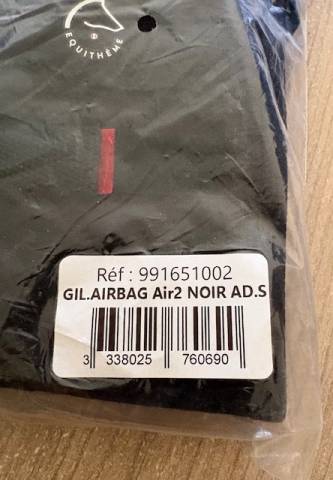 EQUITHÈME
Réf : 991651002
GIL.AIRBAG Air2 NOIR AD.S
3 338025 760690